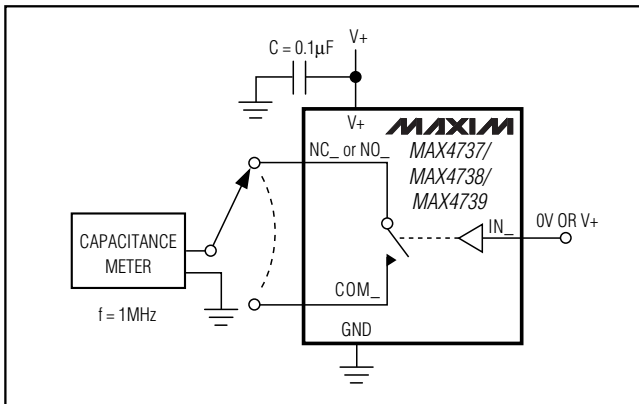 C = 0.1µF
V+
V+
MAXIM
NC_ or NO_
MAX4737/
MAX4738/
MAX4739
IN_
0V OR V+
CAPACITANCE
METER
COM_
f = 1MHz
GND